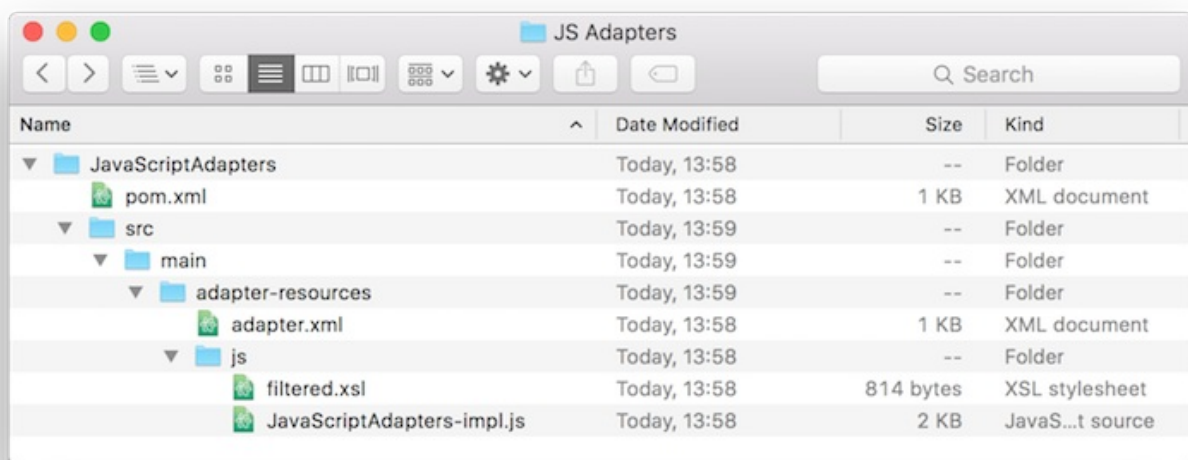 JS Adapters
Search
Name Date Modified Size Kind
JavaScriptAdapters Today, 13:58 -- Folder
pom.xml Today, 13:58 1 KB XML document
src Today, 13:59 -- Folder
main Today, 13:59 -- Folder
adapter-resources Today, 13:59 -- Folder
adapter.xml Today, 13:58 1 KB XML document
js Today, 13:58 -- Folder
filtered.xsl Today, 13:58 814 bytes XSL stylesheet
JavaScriptAdapters-impl.js Today, 13:58 2 KB JavaS...t source